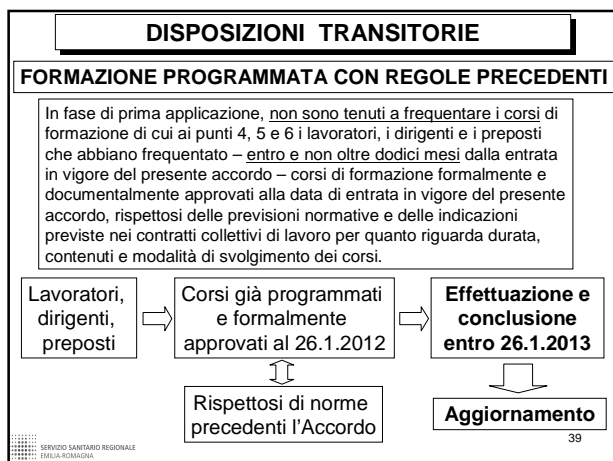 DISPOSIZIONI TRANSITORIE
FORMAZIONE PROGRAMMATA CON REGOLE PRECEDENTI
In fase di prima applicazione, non sono tenuti a frequentare i corsi di
formazione di cui ai punti 4, 5 e 6 i lavoratori, i dirigenti e i preposti
che abbiano frequentato – entro e non oltre dodici mesi dalla entrata
in vigore del presente accordo – corsi di formazione formalmente e
documentalmente approvati alla data di entrata in vigore del presente
accordo, rispettosi delle previsioni normative e delle indicazioni
previste nei contratti collettivi di lavoro per quanto riguarda durata,
contenuti e modalità di svolgimento dei corsi.
Lavoratori,
dirigenti,
preposti
Corsi già programmati
e formalmente
approvati al 26.1.2012
Effettuazione e
conclusione
entro 26.1.2013
Rispettosi di norme
precedenti l'Accordo
Aggiornamento
39
SERVIZIO SANITARIO REGIONALE
EMILIA-ROMAGNA